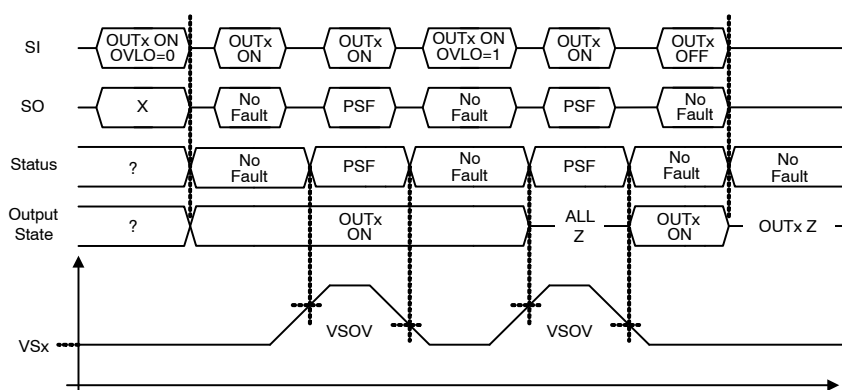 SI
OUTx ON
OVLO=0
OUTx
ON
OUTx
ON
OUTx ON
OVLO=1
OUTx
ON
OUTx
OFF
SO
X
No
Fault
PSF
No
Fault
PSF
No
Fault
Status
?
No
Fault
PSF
No
Fault
PSF
No
Fault
No
Fault
Output
State
?
OUTx
ON
ALL
Z
OUTx
ON
OUTx Z
VSx
VSOV
VSOV